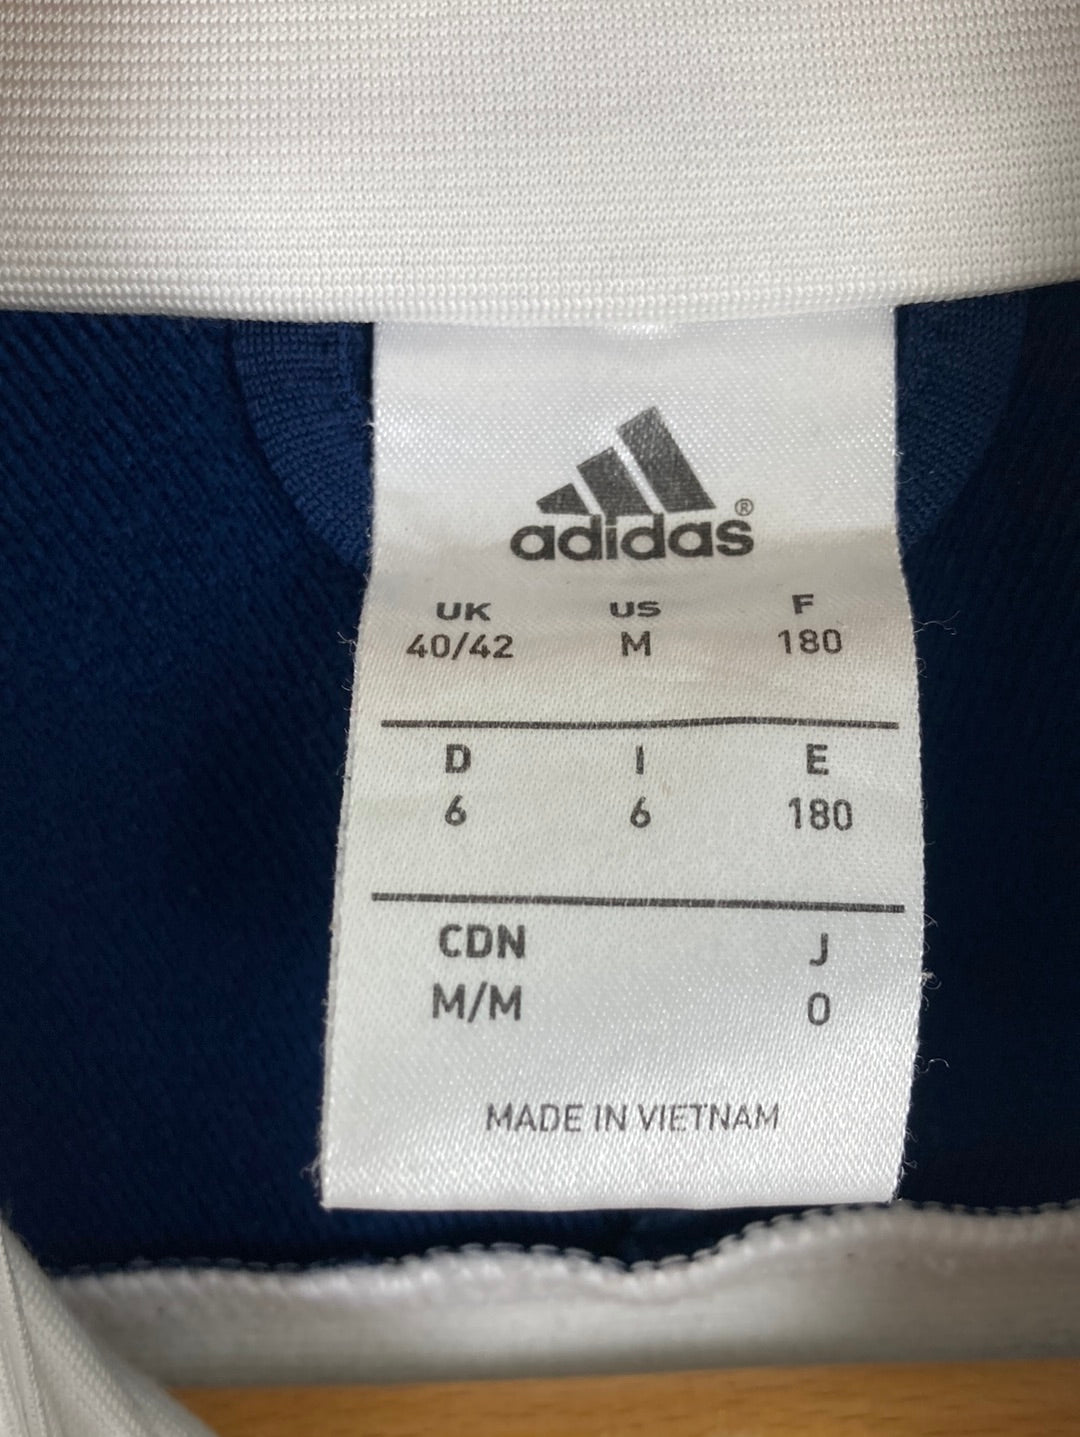 adidas®
UK US F
40/42 M 180
D I E
6 6 180
CDN J
M/M O
MADE IN VIETNAM